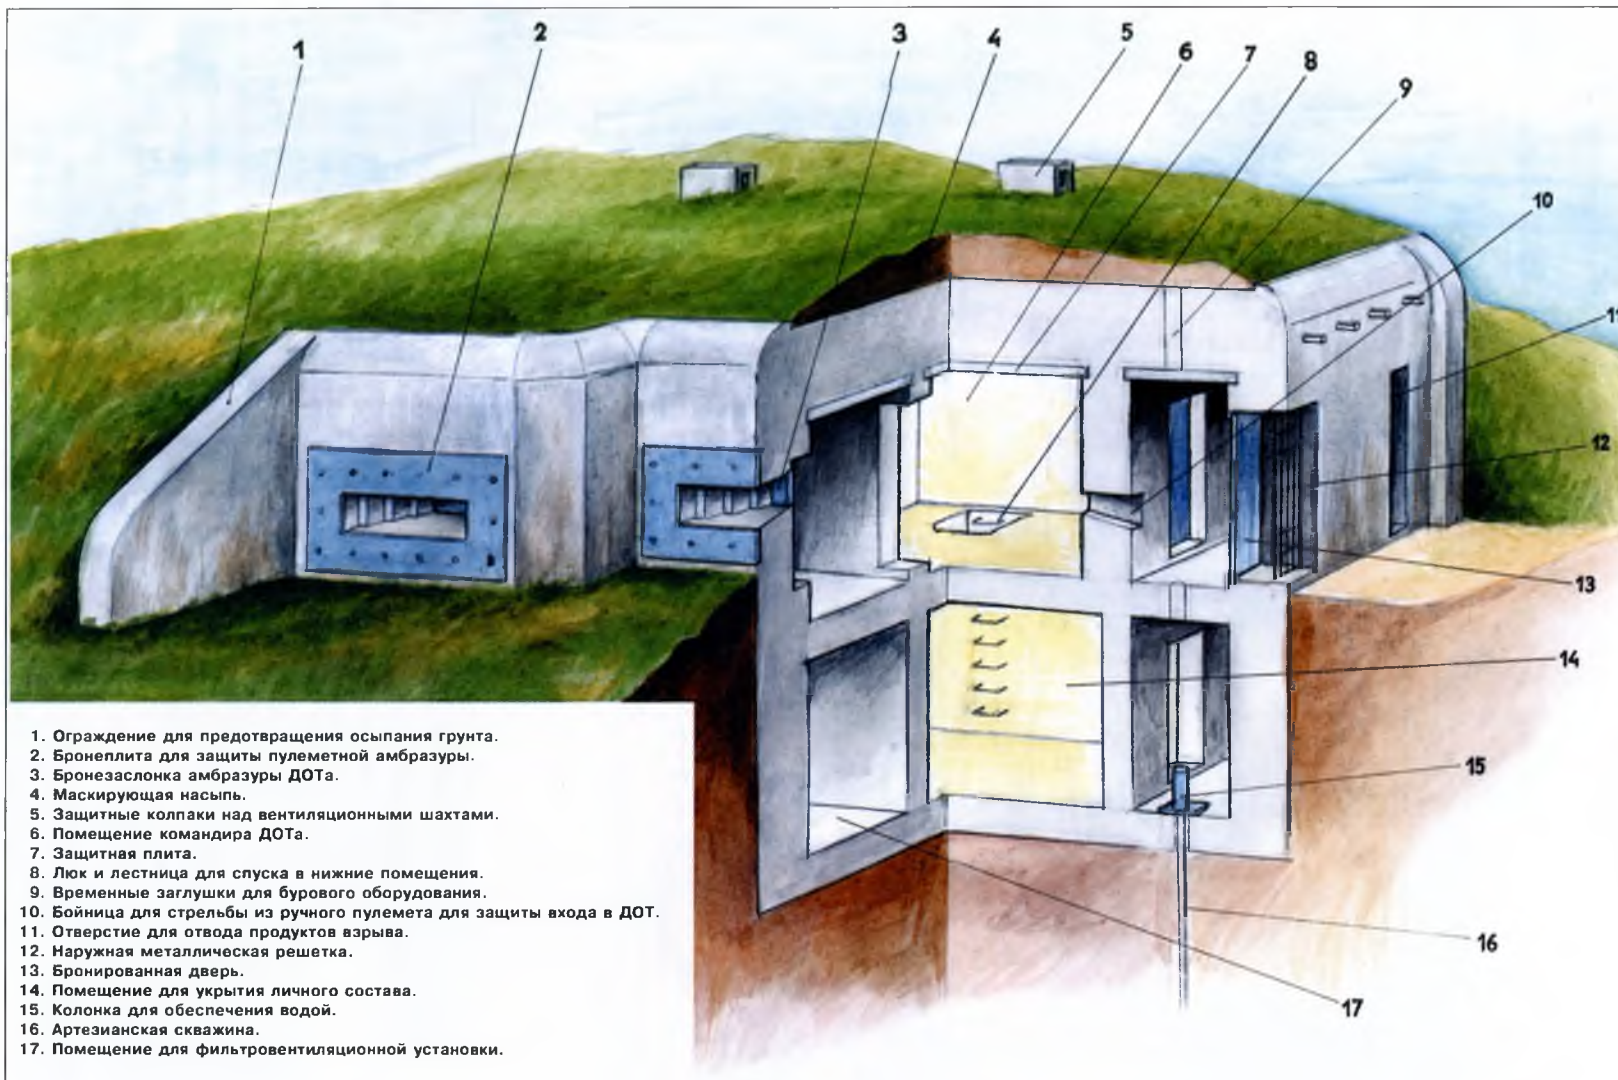 1
2
3
4
5
6
7
8
9
10
11
12
13
14
15
16
17
1. Ограждение для предотвращения осыпания грунта.
2. Бронеплита для защиты пулеметной амбразуры.
3. Бронезаслонка амбразуры ДОТа.
4. Маскирующая насыпь.
5. Защитные колпаки над вентиляционными шахтами.
6. Помещение командира ДОТа.
7. Защитная плита.
8. Люк и лестница для спуска в нижние помещения.
9. Временные заглушки для бурового оборудования.
10. Бойница для стрельбы из ручного пулемета для защиты входа в ДОТ.
11. Отверстие для отвода продуктов взрыва.
12. Наружная металлическая решетка.
13. Бронированная дверь.
14. Помещение для укрытия личного состава.
15. Колонка для обеспечения водой.
16. Артезианская скважина.
17. Помещение для фильтровентиляционной установки.